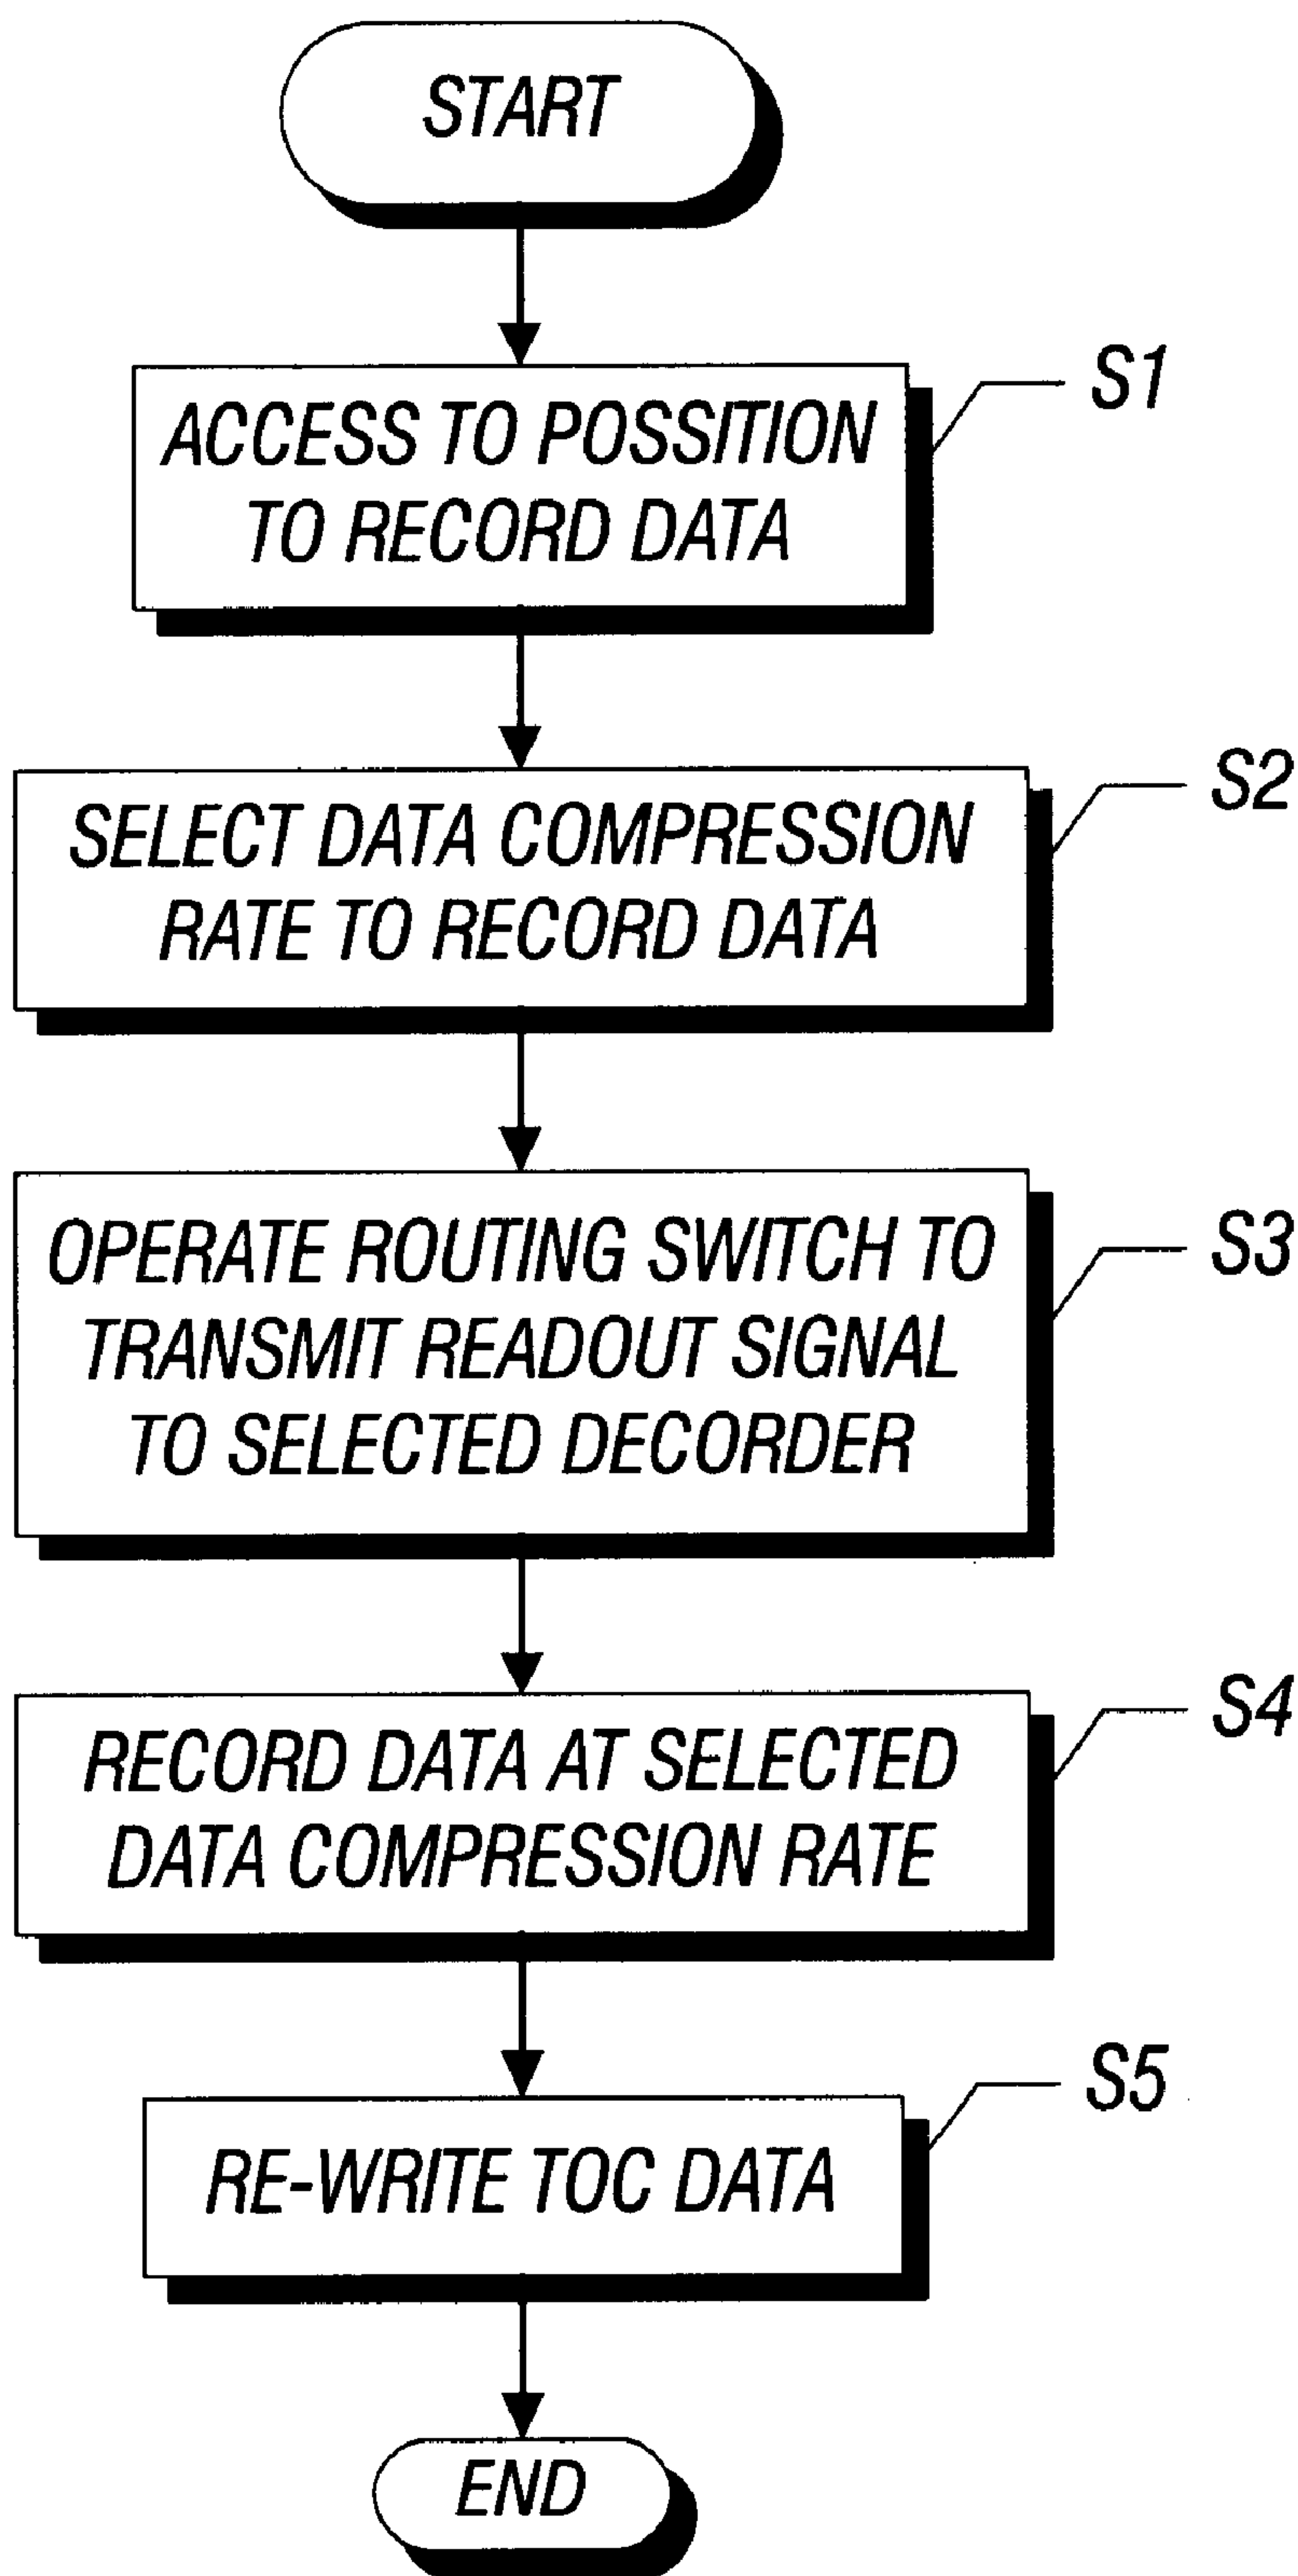 START
S1
ACCESS TO POSSITION
TO RECORD DATA
S2
SELECT DATA COMPRESSION
RATE TO RECORD DATA
S3
OPERATE ROUTING SWITCH TO
TRANSMIT READOUT SIGNAL
TO SELECTED DECORDER
S4
RECORD DATA AT SELECTED
DATA COMPRESSION RATE
S5
RE-WRITE TOC DATA
END